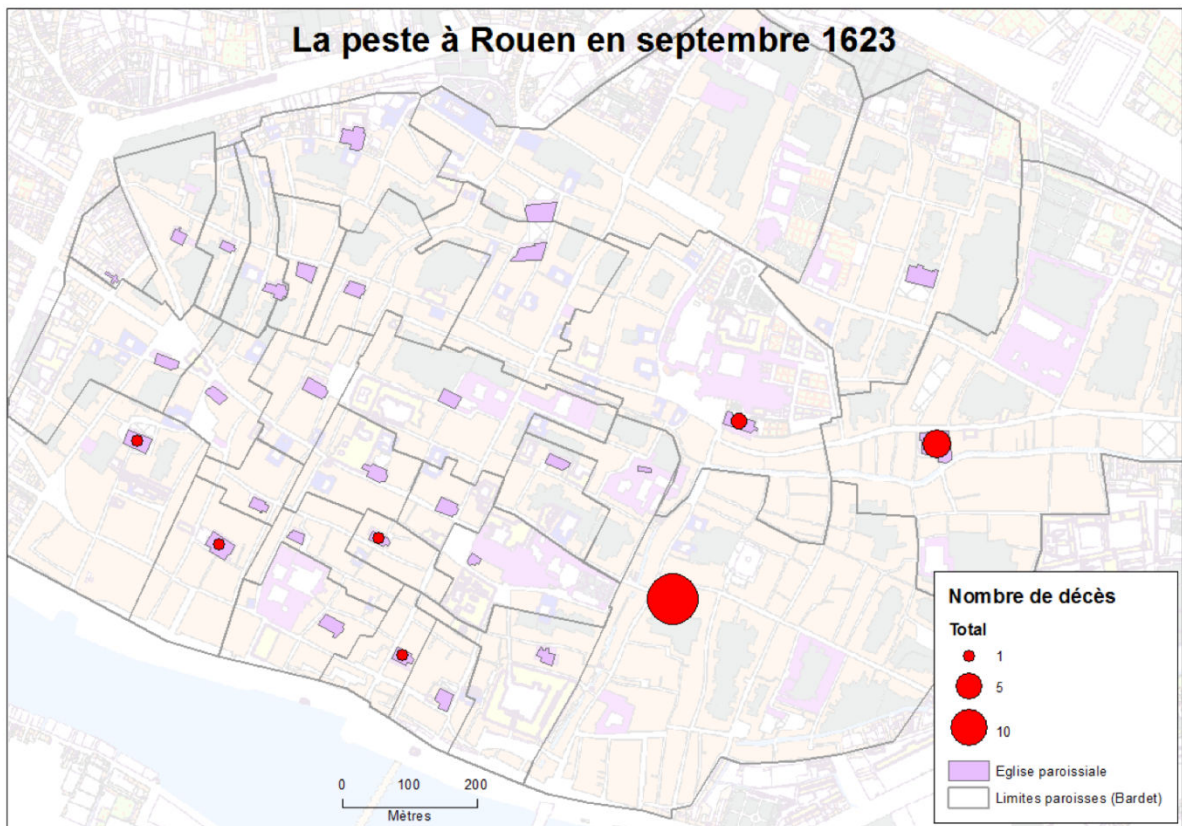 La peste à Rouen en septembre 1623
0 100 200
Mètres
Nombre de décès
Total
1
5
10
Eglise paroissiale
Limites paroisses (Bardet)